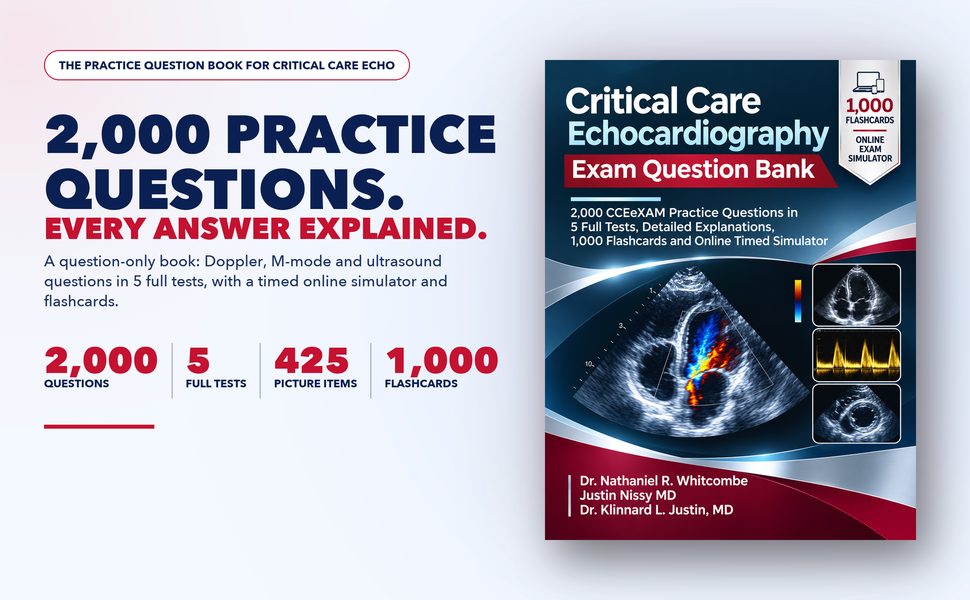 THE PRACTICE QUESTION BOOK FOR CRITICAL CARE ECHO
2,000 PRACTICE
QUESTIONS.
EVERY ANSWER EXPLAINED.
A question-only book: Doppler, M-mode and ultrasound
questions in 5 full tests, with a timed online simulator and
flashcards.
2,000
QUESTIONS
5
FULL TESTS
425
PICTURE ITEMS
1,000
FLASHCARDS
Critical Care
Echocardiography
Exam Question Bank
1,000
FLASHCARDS
ONLINE
EXAM
SIMULATOR
2,000 CCEeXAM Practice Questions in
5 Full Tests, Detailed Explanations,
1,000 Flashcards and Online Timed Simulator
1
3
10
Dr. Nathaniel R. Whitcombe
Justin Nissy MD
Dr. Klinnard L. Justin, MD